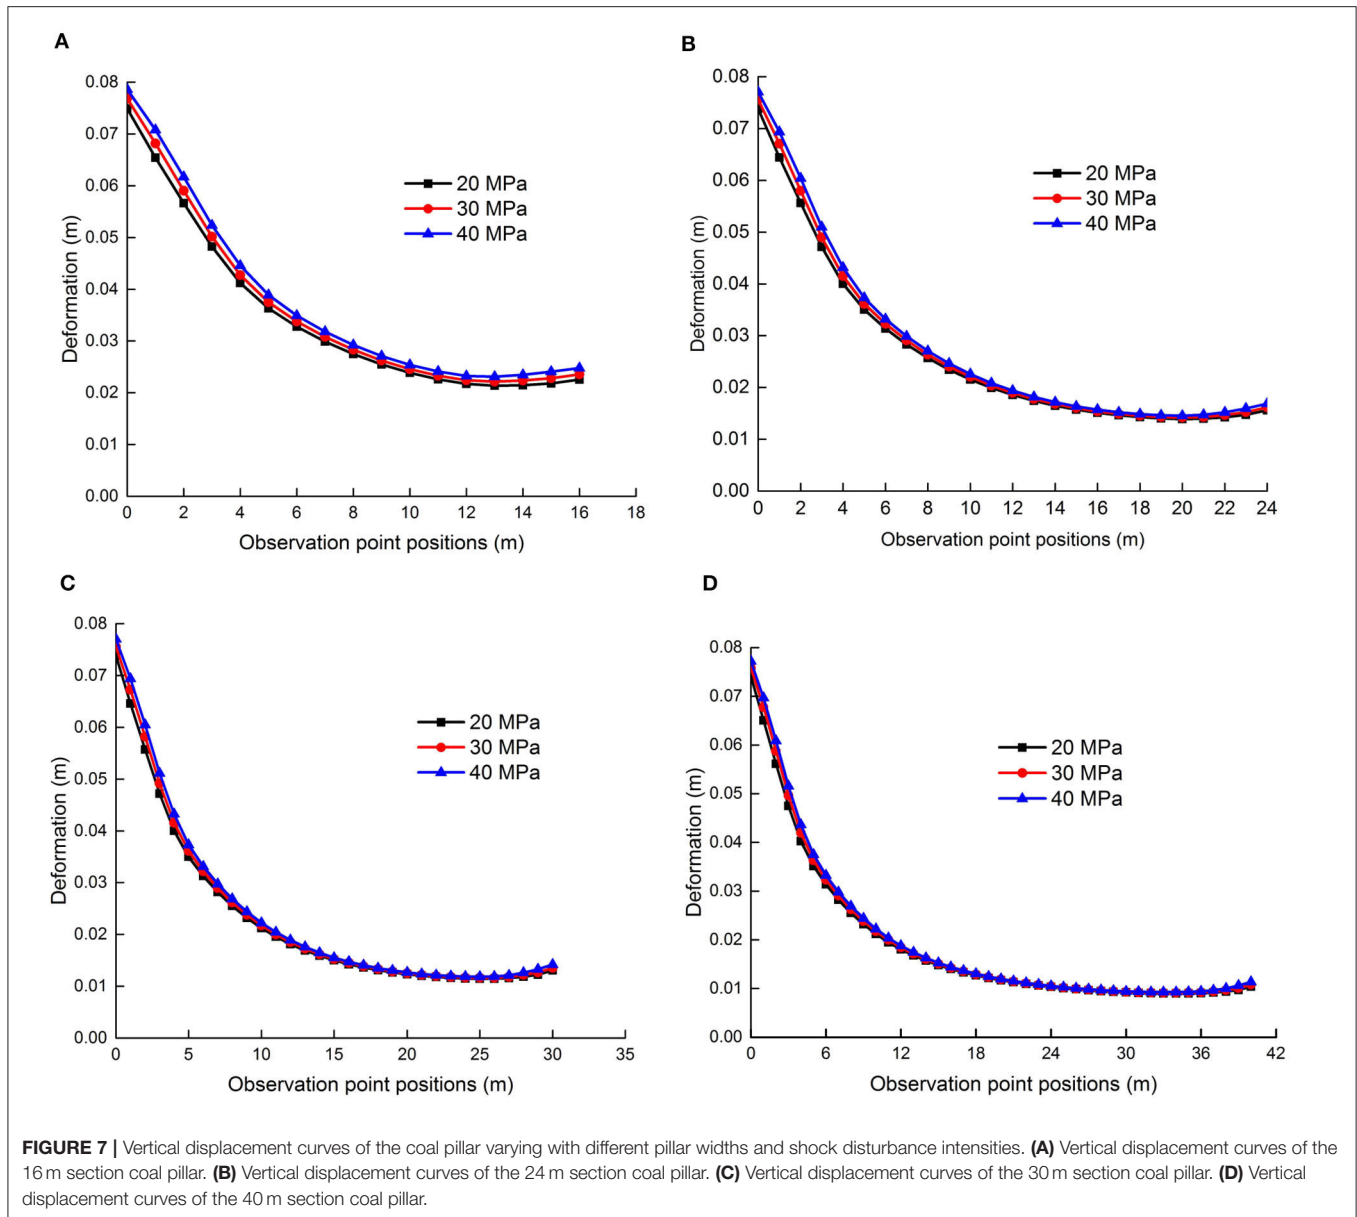 A
0.08
0.07
0.06
0.05
0.04
0.03
0.02
0.01
0.00
Deformation (m)
20 MPa
30 MPa
40 MPa
0 2 4 6 8 10 12 14 16 18
Observation point positions (m)
B
0.08
0.07
0.06
0.05
0.04
0.03
0.02
0.01
0.00
Deformation (m)
20 MPa
30 MPa
40 MPa
0 2 4 6 8 10 12 14 16 18 20 22 24
Observation point positions (m)
C
0.08
0.07
0.06
0.05
0.04
0.03
0.02
0.01
0.00
Deformation (m)
20 MPa
30 MPa
40 MPa
0 5 10 15 20 25 30 35
Observation point positions (m)
D
0.08
0.07
0.06
0.05
0.04
0.03
0.02
0.01
0.00
Deformation (m)
20 MPa
30 MPa
40 MPa
0 6 12 18 24 30 36 42
Observation point positions (m)
FIGURE 7 | Vertical displacement curves of the coal pillar varying with different pillar widths and shock disturbance intensities. (A) Vertical displacement curves of the
16 m section coal pillar. (B) Vertical displacement curves of the 24 m section coal pillar. (C) Vertical displacement curves of the 30 m section coal pillar. (D) Vertical
displacement curves of the 40 m section coal pillar.